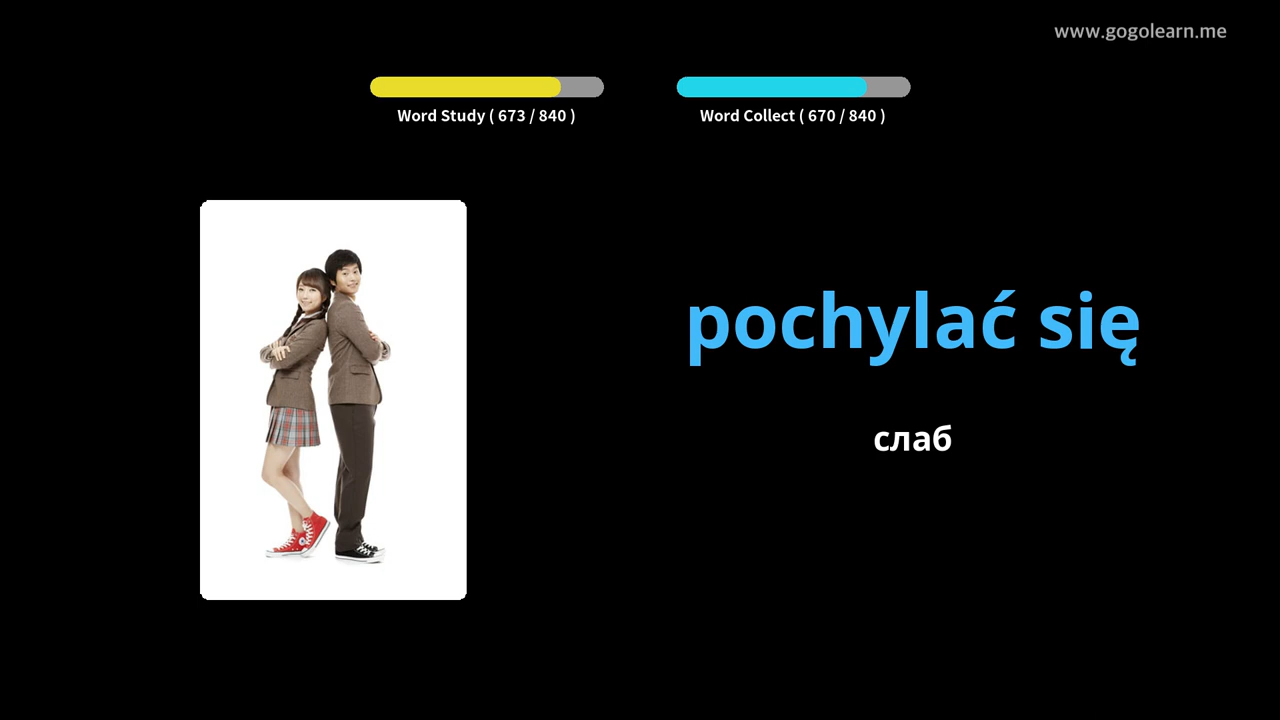 www.gogolearn.me
Word Study ( 673 / 840 )
Word Collect ( 670 / 840 )
pochylać się
слаб